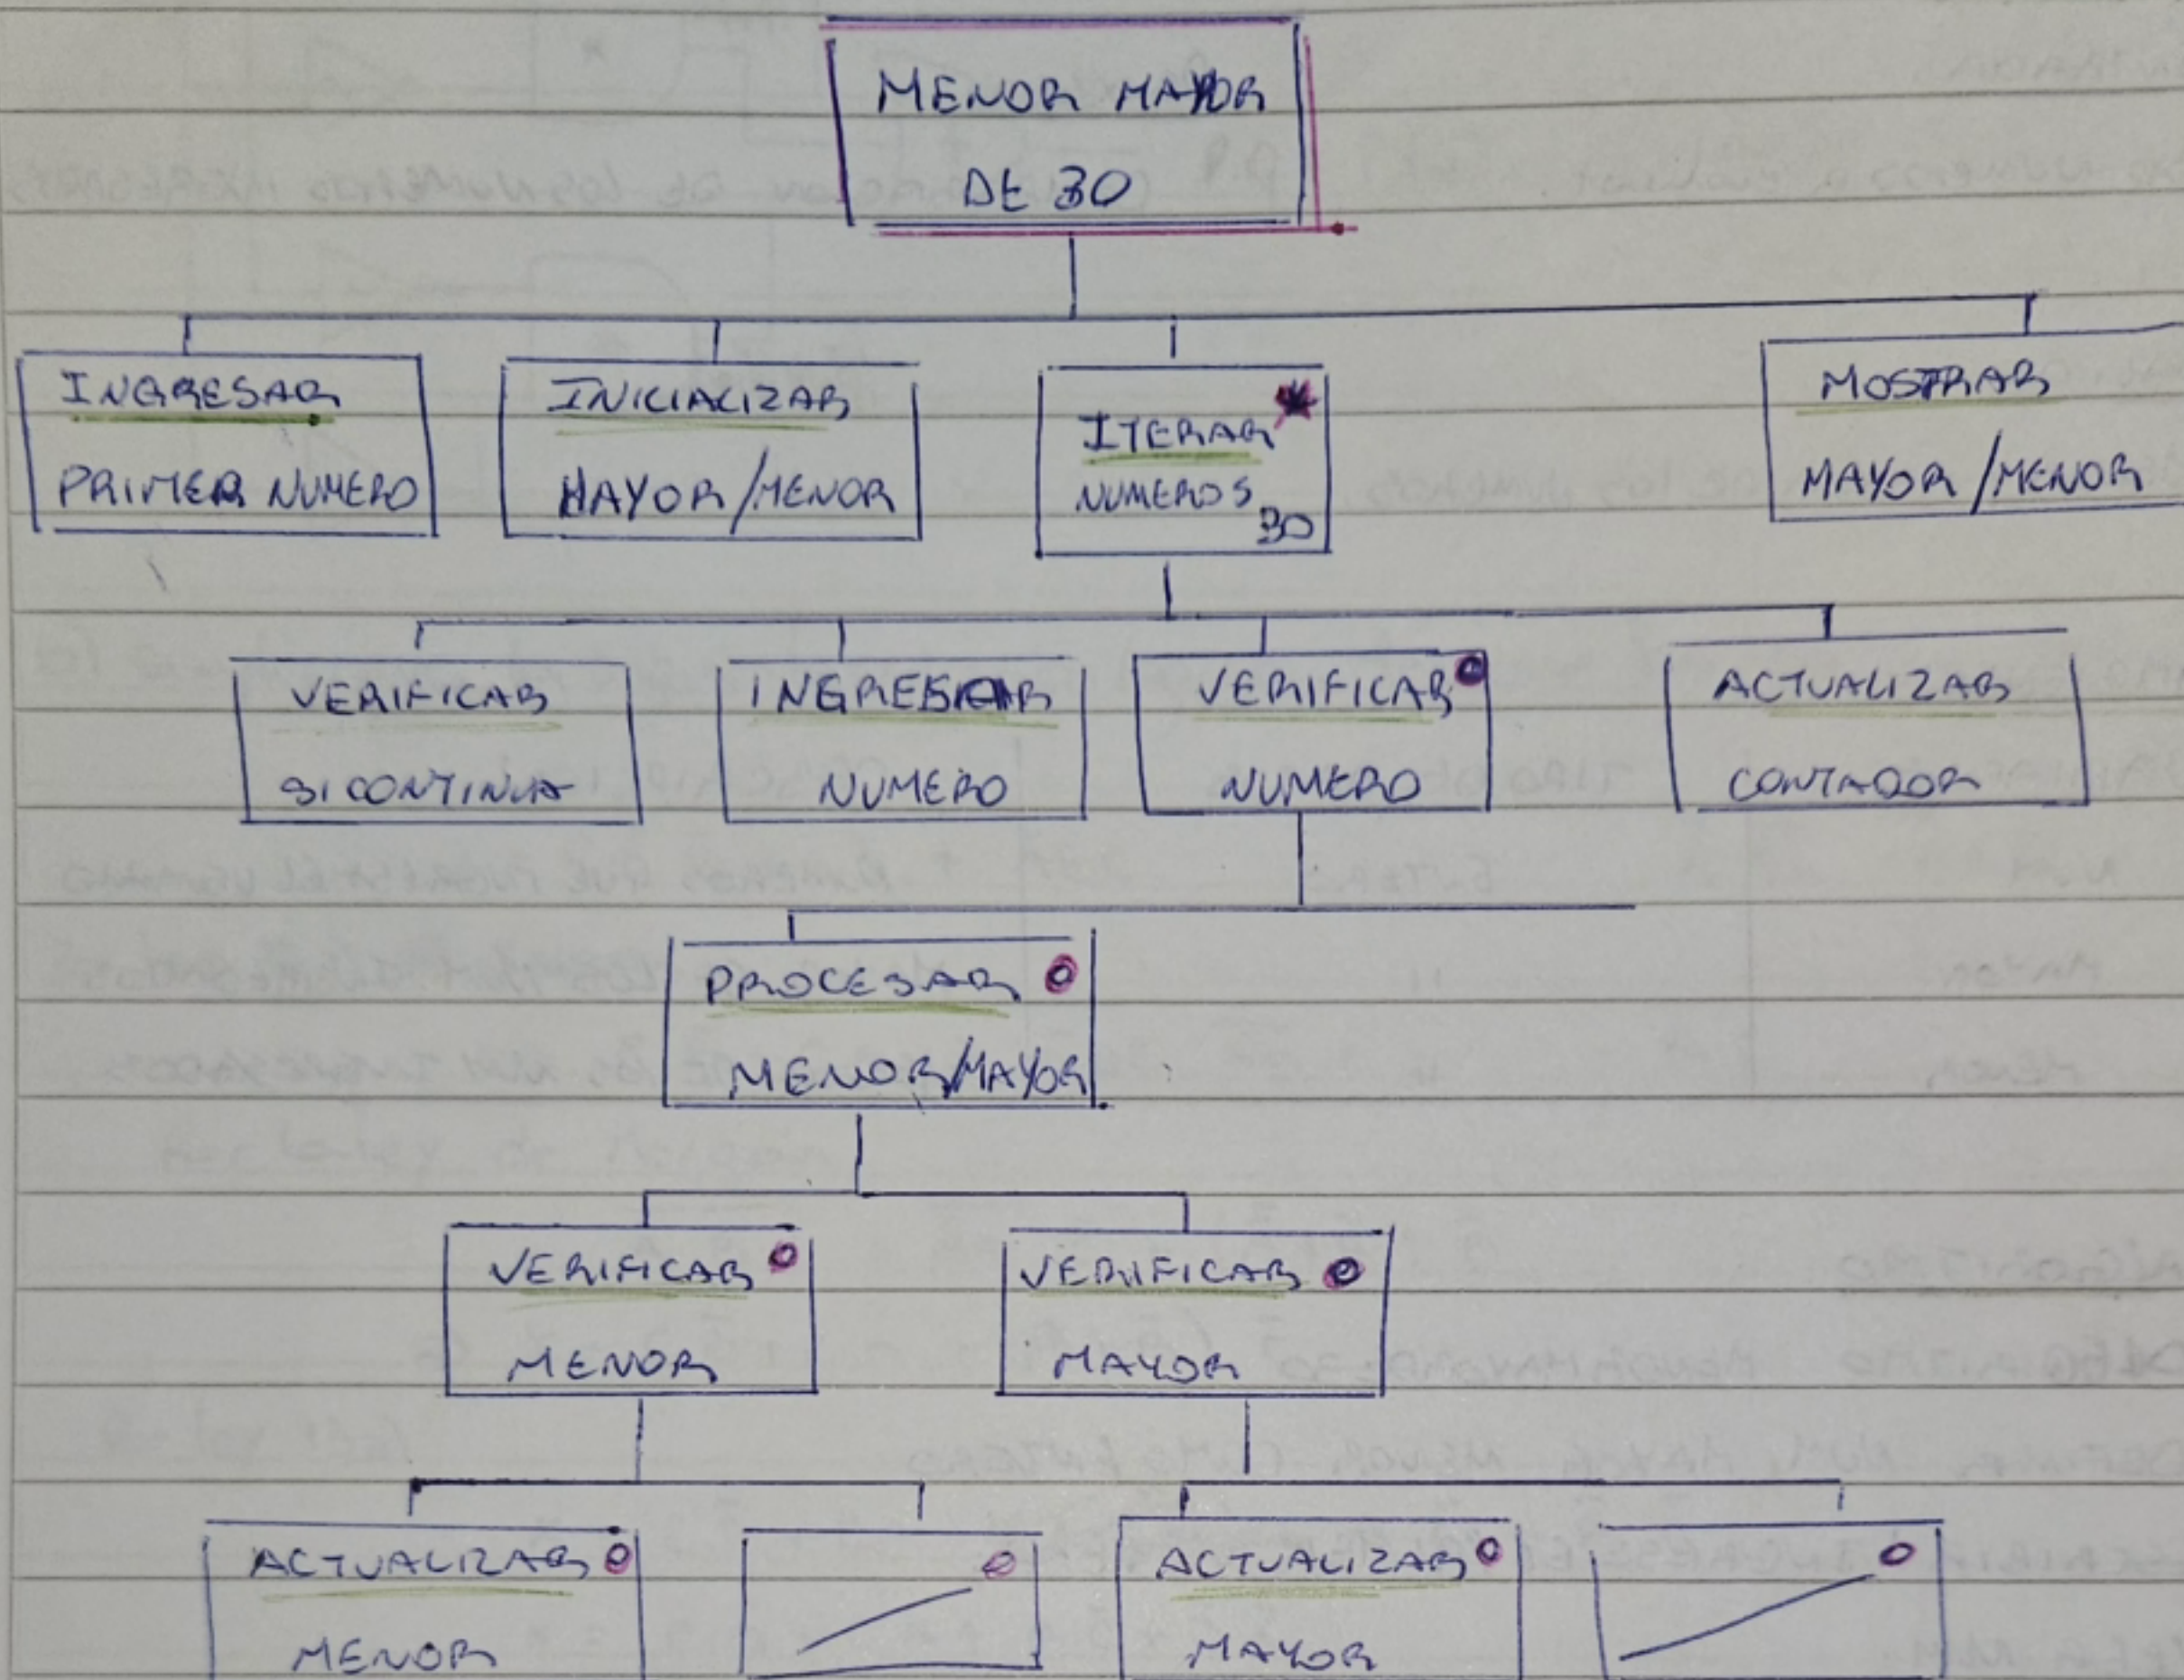 MENOR MAYOR
DE 30
INGRESAR
PRIMER NUMERO
INICIALIZAR
MAYOR/MENOR
ITERAR *
NUMEROS
30
MOSTRAR
MAYOR/MENOR
VERIFICAR
SI CONTINUA
INGRESAR
NUMERO
VERIFICAR
NUMERO
ACTUALIZAR
CONTADOR
PROCESAR
MENOR/MAYOR
VERIFICAR
MENOR
VERIFICAR
MAYOR
ACTUALIZAR
MENOR
ACTUALIZAR
MAYOR